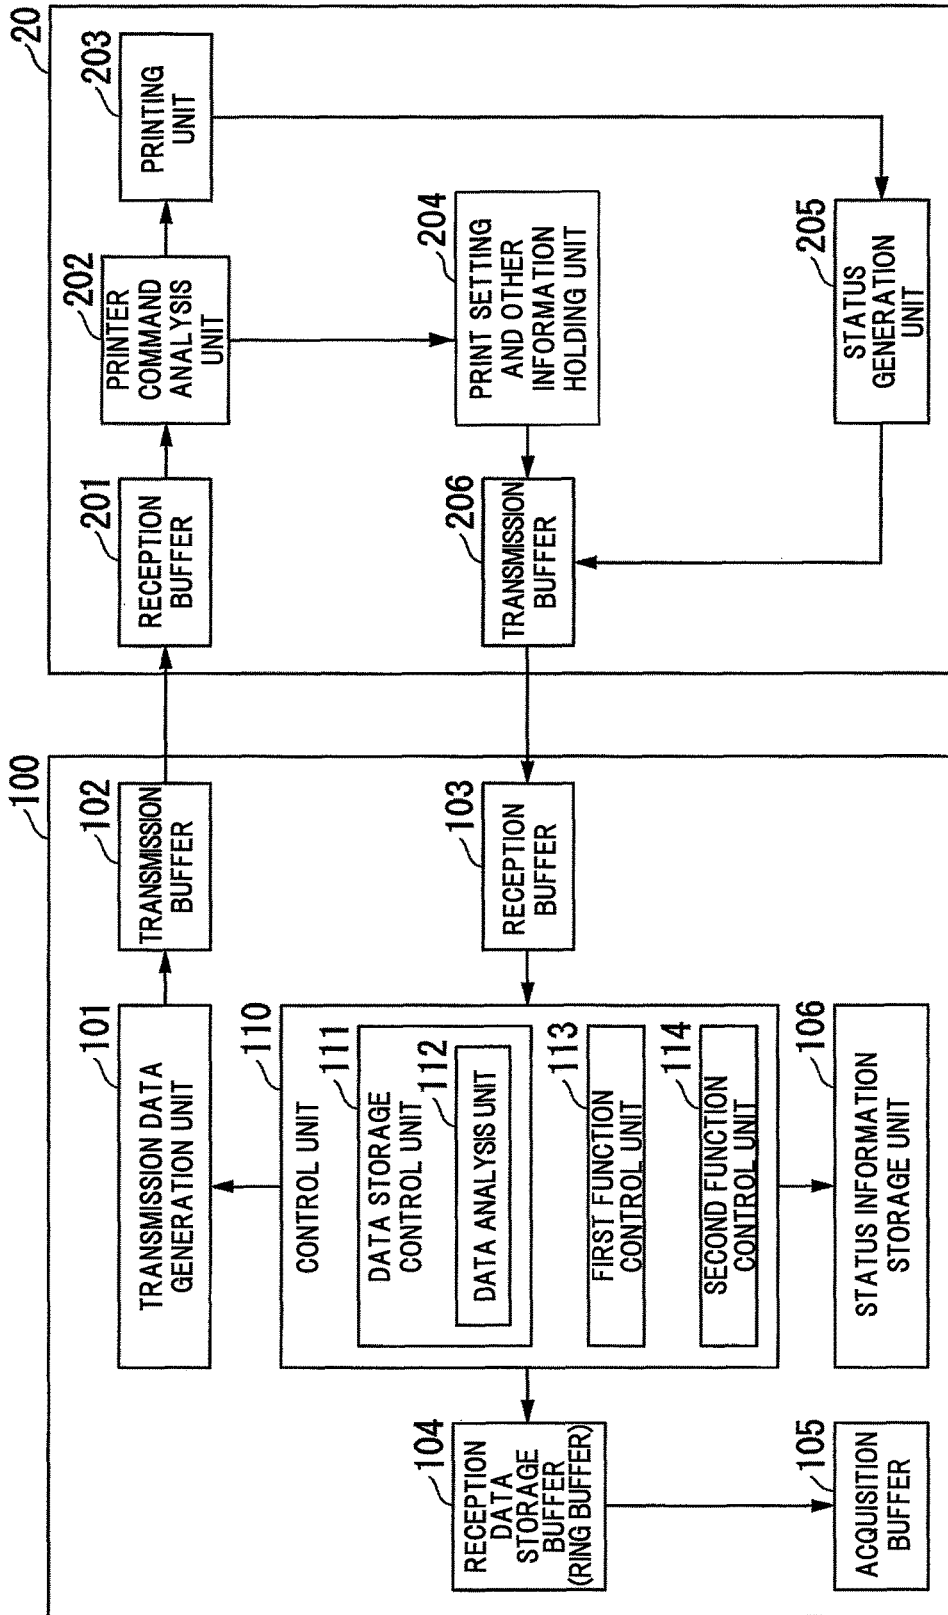 100
101
TRANSMISSION DATA
GENERATION UNIT
102
TRANSMISSION
BUFFER
110
CONTROL UNIT
111
DATA STORAGE
CONTROL UNIT
112
DATA ANALYSIS UNIT
113
FIRST FUNCTION
CONTROL UNIT
114
SECOND FUNCTION
CONTROL UNIT
103
RECEPTION
BUFFER
104
RECEPTION
DATA
STORAGE
BUFFER
(RING BUFFER)
105
ACQUISITION
BUFFER
106
STATUS INFORMATION
STORAGE UNIT
20
201
RECEPTION
BUFFER
202
PRINTER
COMMAND
ANALYSIS
UNIT
203
PRINTING
UNIT
204
PRINT SETTING
AND OTHER
INFORMATION
HOLDING UNIT
206
TRANSMISSION
BUFFER
205
STATUS
GENERATION
UNIT